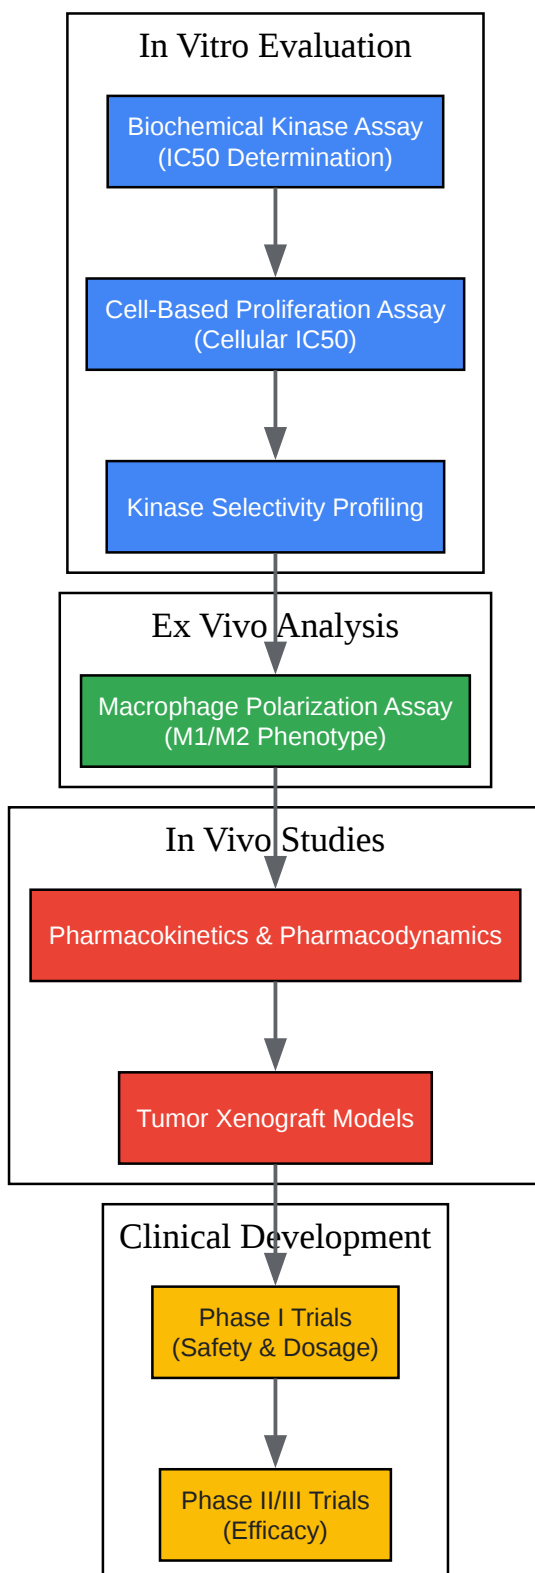 In Vitro Evaluation
Biochemical Kinase Assay
(IC50 Determination)
Cell-Based Proliferation Assay
(Cellular IC50)
Kinase Selectivity Profiling
Ex Vivo Analysis
Macrophage Polarization Assay
(M1/M2 Phenotype)
In Vivo Studies
Pharmacokinetics & Pharmacodynamics
Tumor Xenograft Models
Clinical Development
Phase I Trials
(Safety & Dosage)
Phase II/III Trials
(Efficacy)